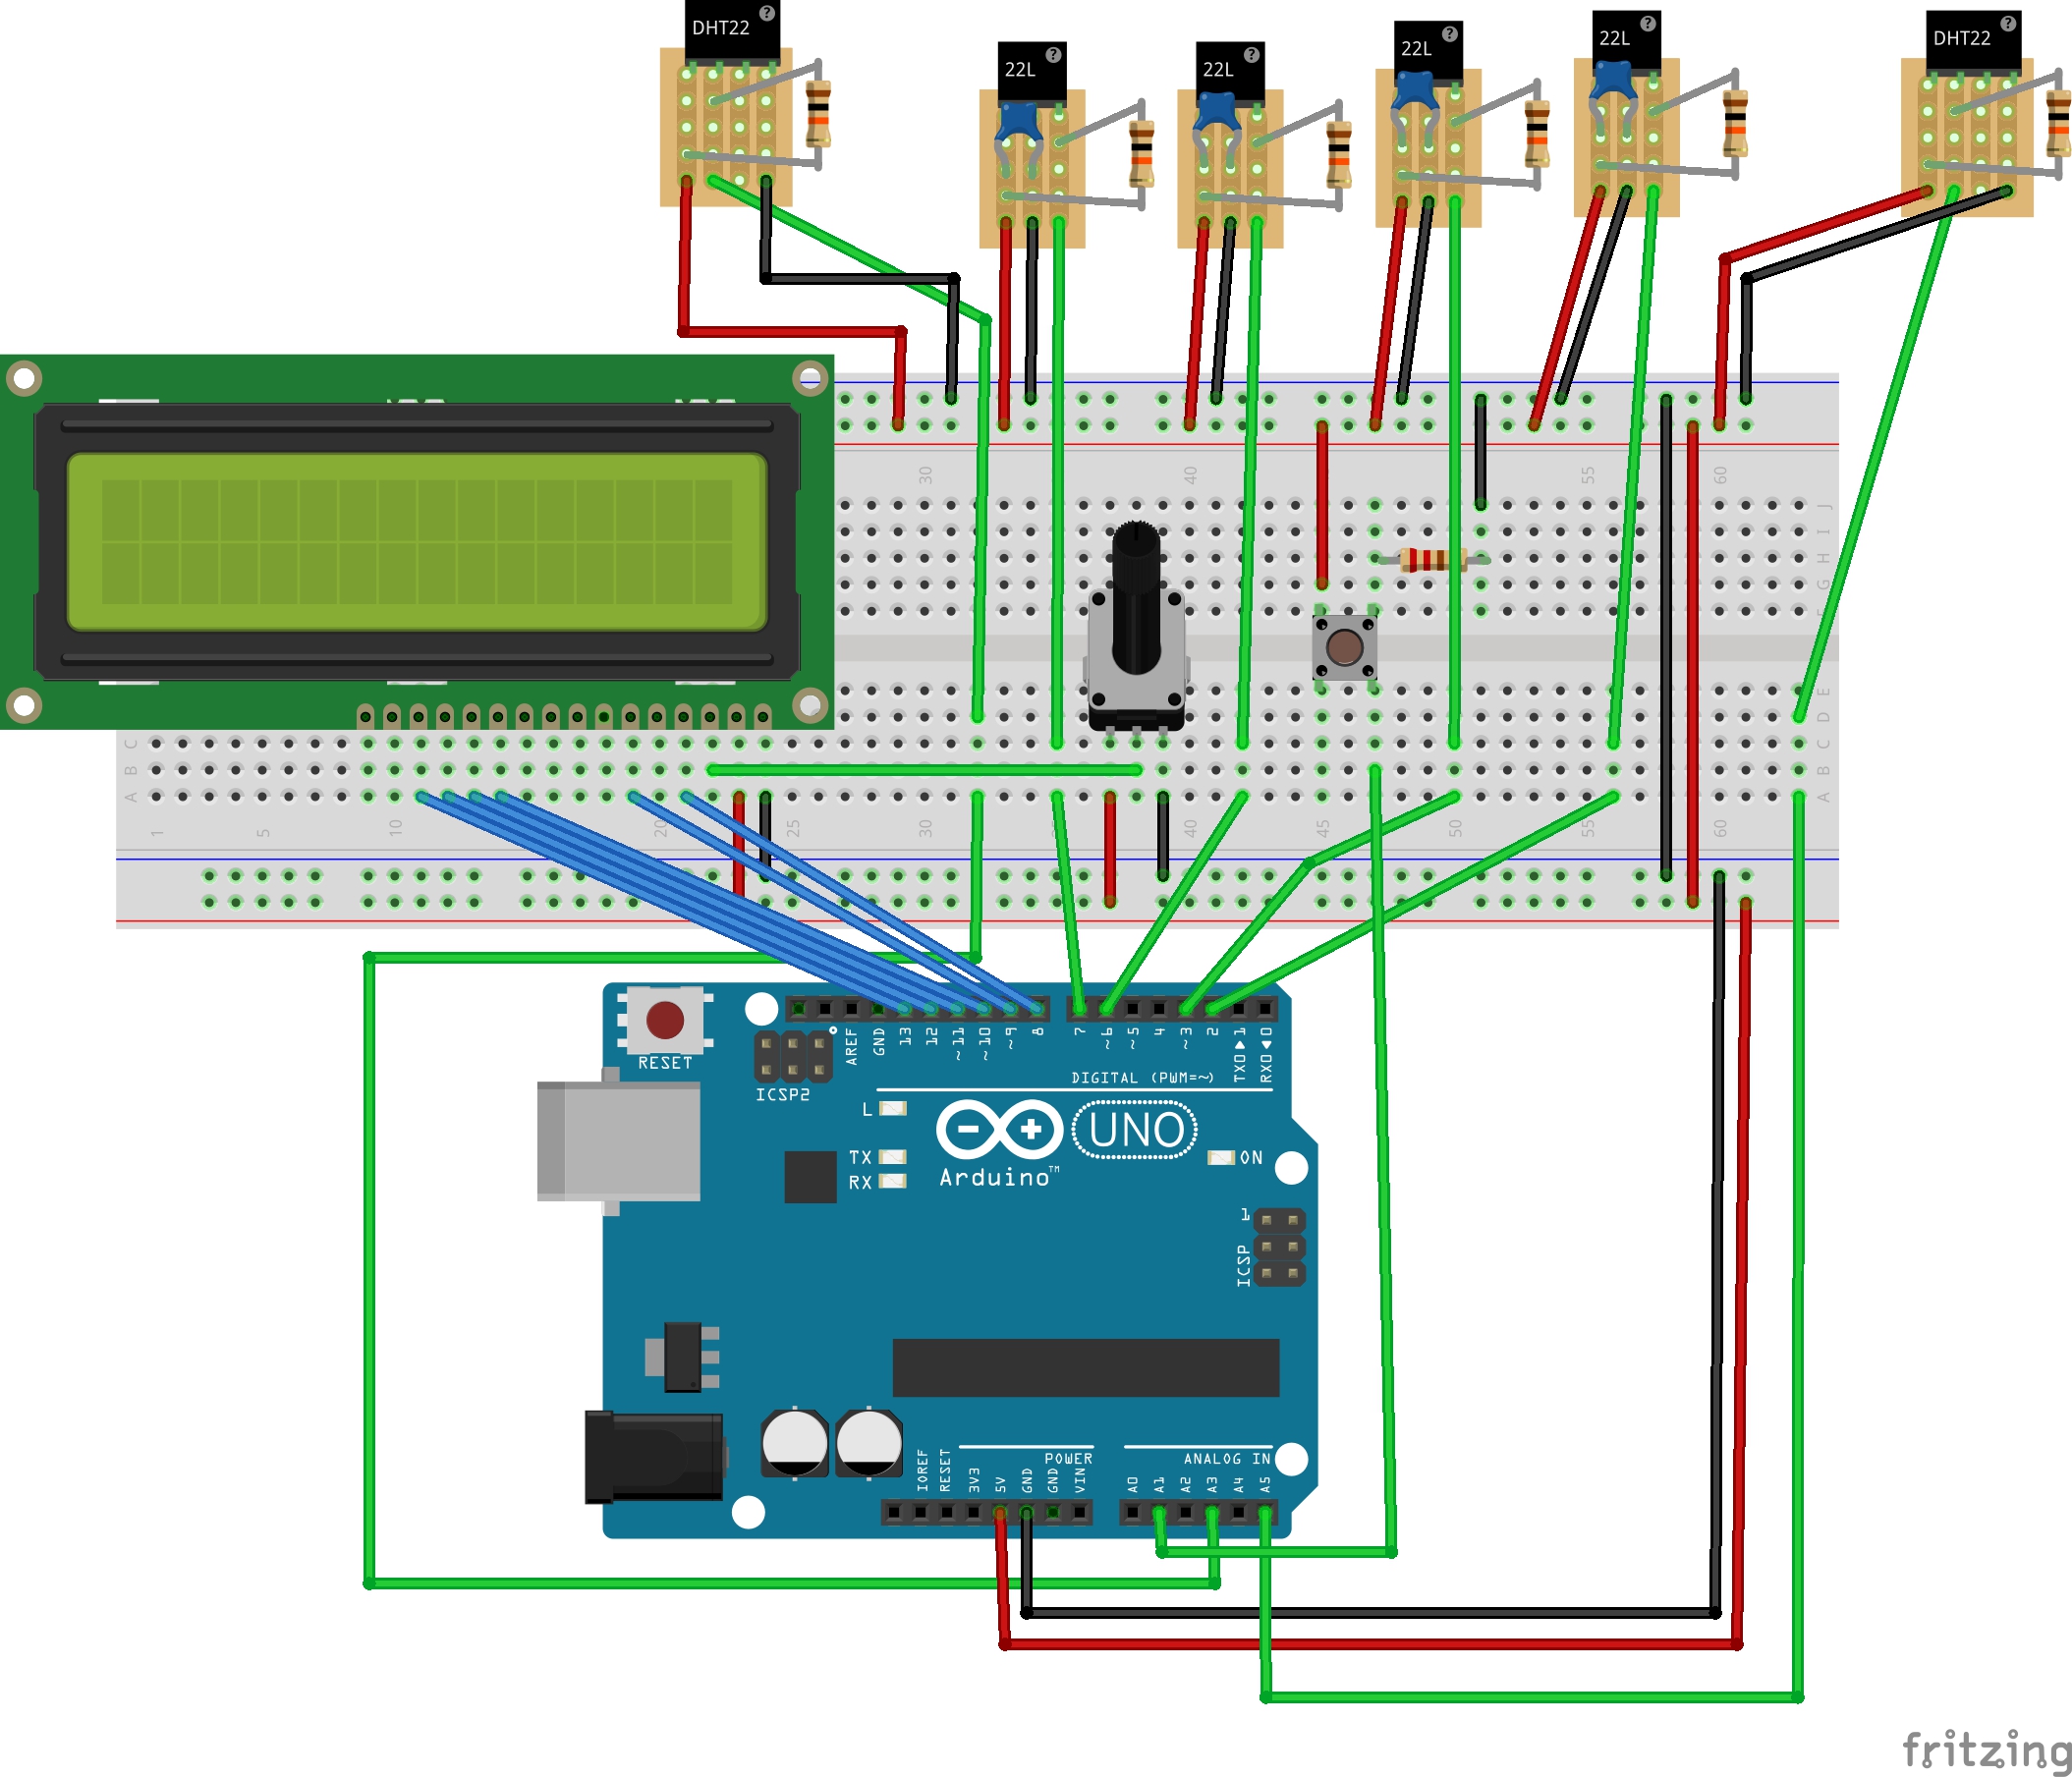 DHT22 ?
22L ?
22L ?
22L ?
22L ?
DHT22 ?
30
40
55
60
J
I
H
G
E
D
C
B
A
C
B
A
1
5
10
20
25
30
40
45
50
55
60
RESET
ICSP2
AREF
GND
13
12
~11
~10
~9
8
7
~6
~5
4
~3
2
TX0▶1
RX0◀0
DIGITAL (PWM=~)
L
TX
RX
UNO
Arduino™
ON
1
ICSP
IOREF
RESET
3V3
5V
GND
GND
VIN
POWER
ANALOG IN
A0
A1
A2
A3
A4
A5
fritzing